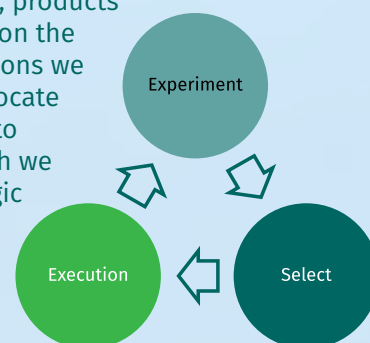 , products
on the
ons we
ocate
to
h we
gic
Experiment
Execution
Select